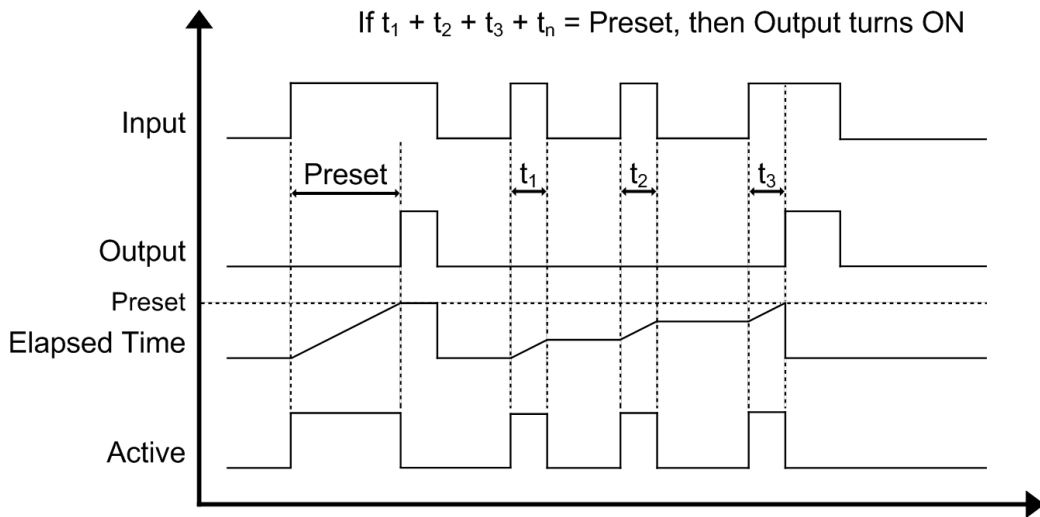 If t₁ + t₂ + t₃ + tₙ = Preset, then Output turns ON
Input
Preset
t₁
t₂
t₃
Output
Preset
Elapsed Time
Active